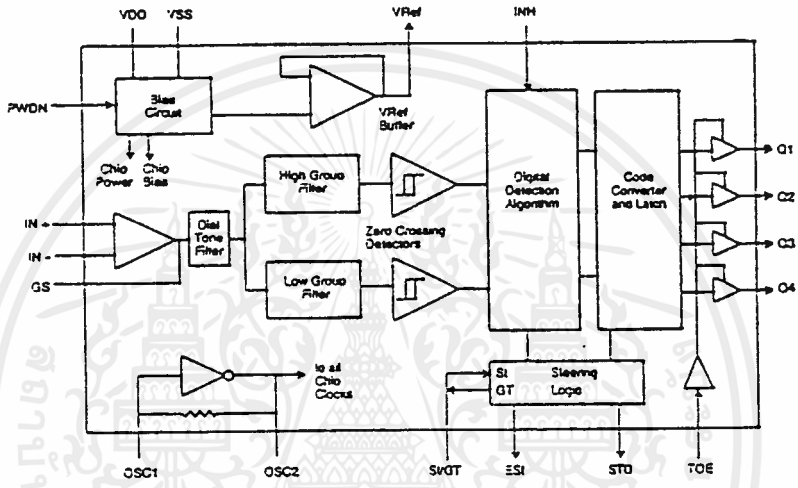 VDD
VSS
VRef
INH
PWDN
Bias
Circuit
VRef
Buffer
Chip
Power
Chip
Bias
High Group
Filter
Digital
Detection
Algorithm
Code
Converter
and Latch
Q1
Q2
Q3
Q4
IN +
IN -
GS
Dial
Tone
Filter
Zero Crossing
Detectors
Low Group
Filter
to all
Chip
Clocks
St
GT
Steering
Logic
OSC1
OSC2
St/GT
ESt
STD
TOE